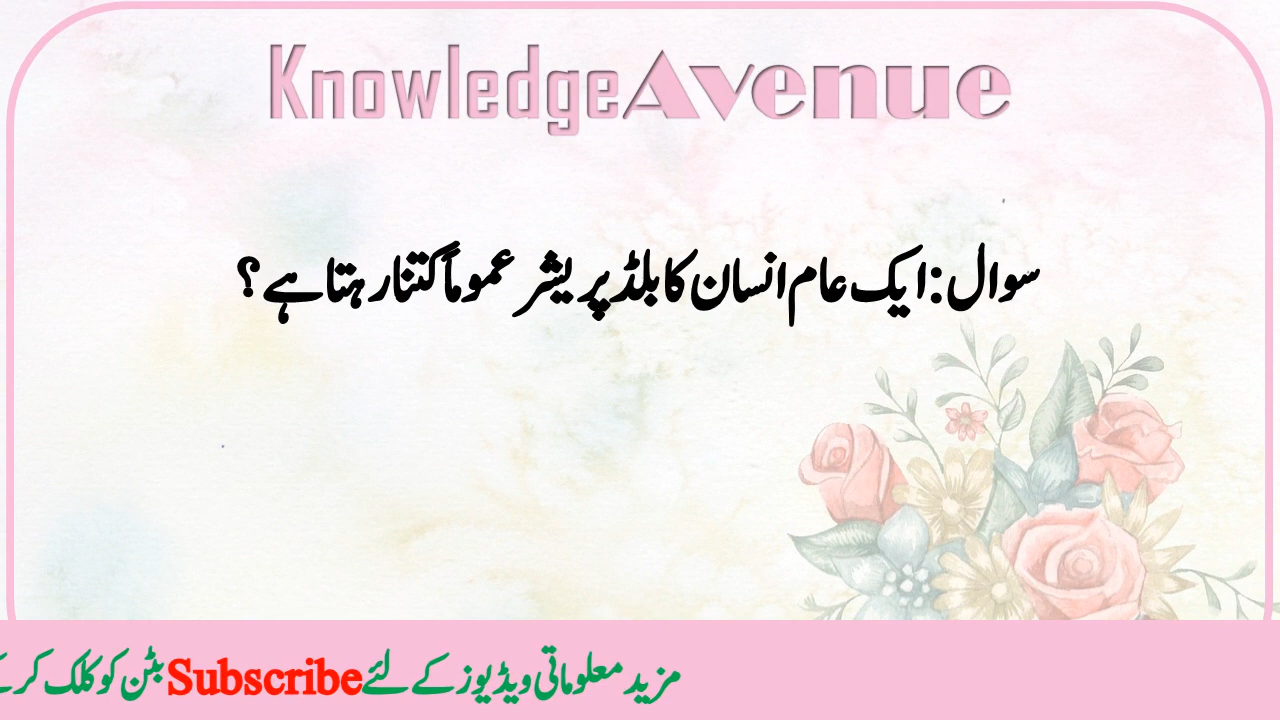 KnowledgeAvenue
سوال: ایک عام انسان کا بلڈ پریشر عموماً کتنا رہتا ہے؟
مزید معلوماتی ویڈیوز کے لئے Subscribe بٹن کو کلک کر